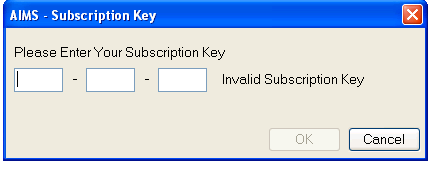 AIMS - Subscription Key
Please Enter Your Subscription Key
- - Invalid Subscription Key
OK Cancel